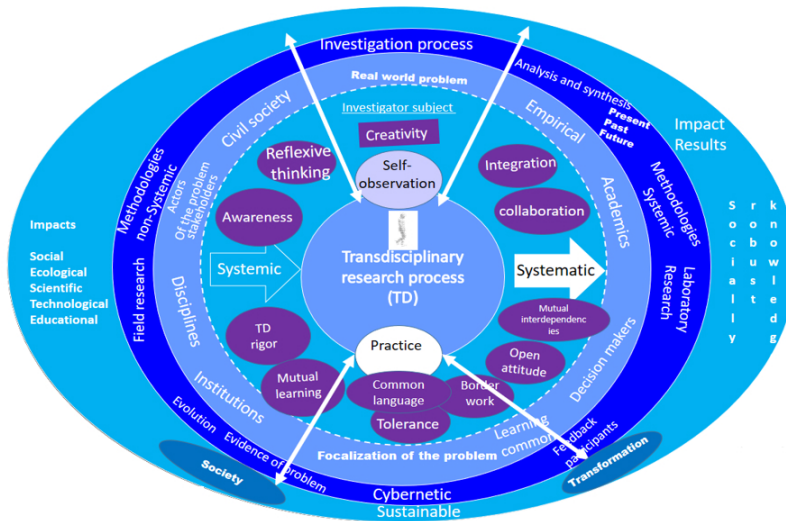 Investigation process
Real world problem
Analysis and synthesis
Present
Past
Future
Investigator subject
Creativity
Civil society
Empirical
Impact
Results
Reflexive
thinking
Self-
observation
Integration
Methodologies
non-Systemic
Actors
Of the problem
stakeholders
Awareness
collaboration
Academics
Methodologies
Systemic
Impacts
Social
Ecological
Scientific
Technological
Educational
Systemic
Transdisciplinary
research process
(TD)
Systematic
Socially
robust
knowledg
Field research
Disciplines
Laboratory
Research
TD
rigor
Practice
Mutual
interdependenc
ies
Open
attitude
Decision makers
Mutual
learning
Common
language
Border
work
Tolerance
Institutions
Learning
common
Evolution
Evidence of problem
Focalization of the problem
Feedback
participants
Society
Transformation
Cybernetic
Sustainable